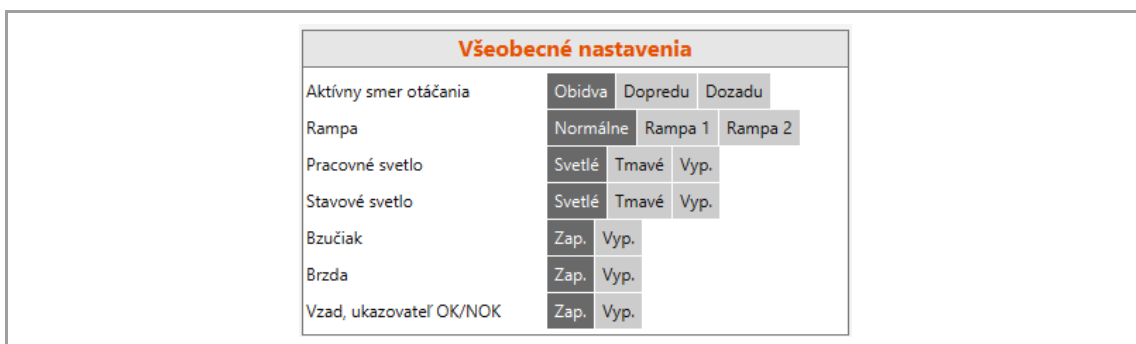 Všeobecné nastavenia
Aktívny smer otáčania Obidva Dopredu Dozadu
Rampa Normálne Rampa 1 Rampa 2
Pracovné svetlo Svetlé Tmavé Vyp.
Stavové svetlo Svetlé Tmavé Vyp.
Bzučiak Zap. Vyp.
Brzda Zap. Vyp.
Vzad, ukazovateľ OK/NOK Zap. Vyp.